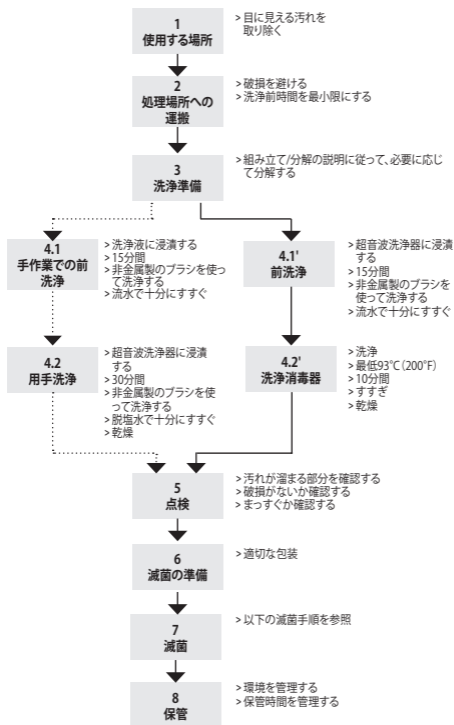 1
使用する場所
> 目に見える汚れを
取り除く
2
処理場所への
運搬
> 破損を避ける
> 洗浄前時間を最小限にする
3
洗浄準備
> 組み立て/分解の説明に従って、必要に応じ
て分解する
4.1
手作業での前
洗浄
> 洗浄液に浸漬する
> 15分間
> 非金属製のブラシを使っ
て洗浄する
> 流水で十分にすすぐ
4.1'
前洗浄
> 超音波洗浄器に浸漬
する
> 15分間
> 非金属製のブラシを
使って洗浄する
> 流水で十分にすすぐ
4.2
用手洗浄
> 超音波洗浄器に浸漬
する
> 30分間
> 非金属製のブラシを使
って洗浄する
> 脱塩水で十分にすすぐ
> 乾燥
4.2'
洗浄消毒器
> 洗浄
> 最低93°C(200°F)
> 10分間
> すすぎ
> 乾燥
5
点検
> 汚れが溜まる部分を確認する
> 破損がないか確認する
> まっすぐか確認する
6
滅菌の準備
> 適切な包装
7
滅菌
> 以下の滅菌手順を参照
8
保管
> 環境を管理する
> 保管時間を管理する